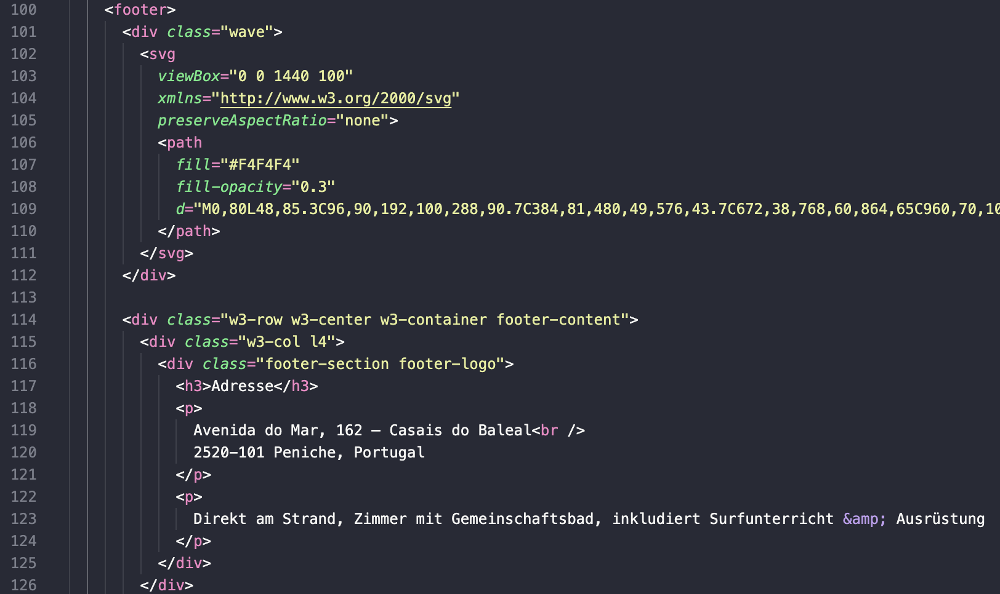 100 <footer>
101 <div class="wave">
102 <svg
103 viewBox="0 0 1440 100"
104 xmlns="http://www.w3.org/2000/svg"
105 preserveAspectRatio="none">
106 <path
107 fill="#F4F4F4"
108 fill-opacity="0.3"
109 d="M0,80L48,85.3C96,90,192,100,288,90.7C384,81,480,49,576,43.7C672,38,768,60,864,65C960,70,10
110 </path>
111 </svg>
112 </div>
113
114 <div class="w3-row w3-center w3-container footer-content">
115 <div class="w3-col l4">
116 <div class="footer-section footer-logo">
117 <h3>Adresse</h3>
118 <p>
119 Avenida do Mar, 162 – Casais do Baleal<br />
120 2520-101 Peniche, Portugal
121 </p>
122 <p>
123 Direkt am Strand, Zimmer mit Gemeinschaftsbad, inkludiert Surfunterricht &amp; Ausrüstung
124 </p>
125 </div>
126 </div>